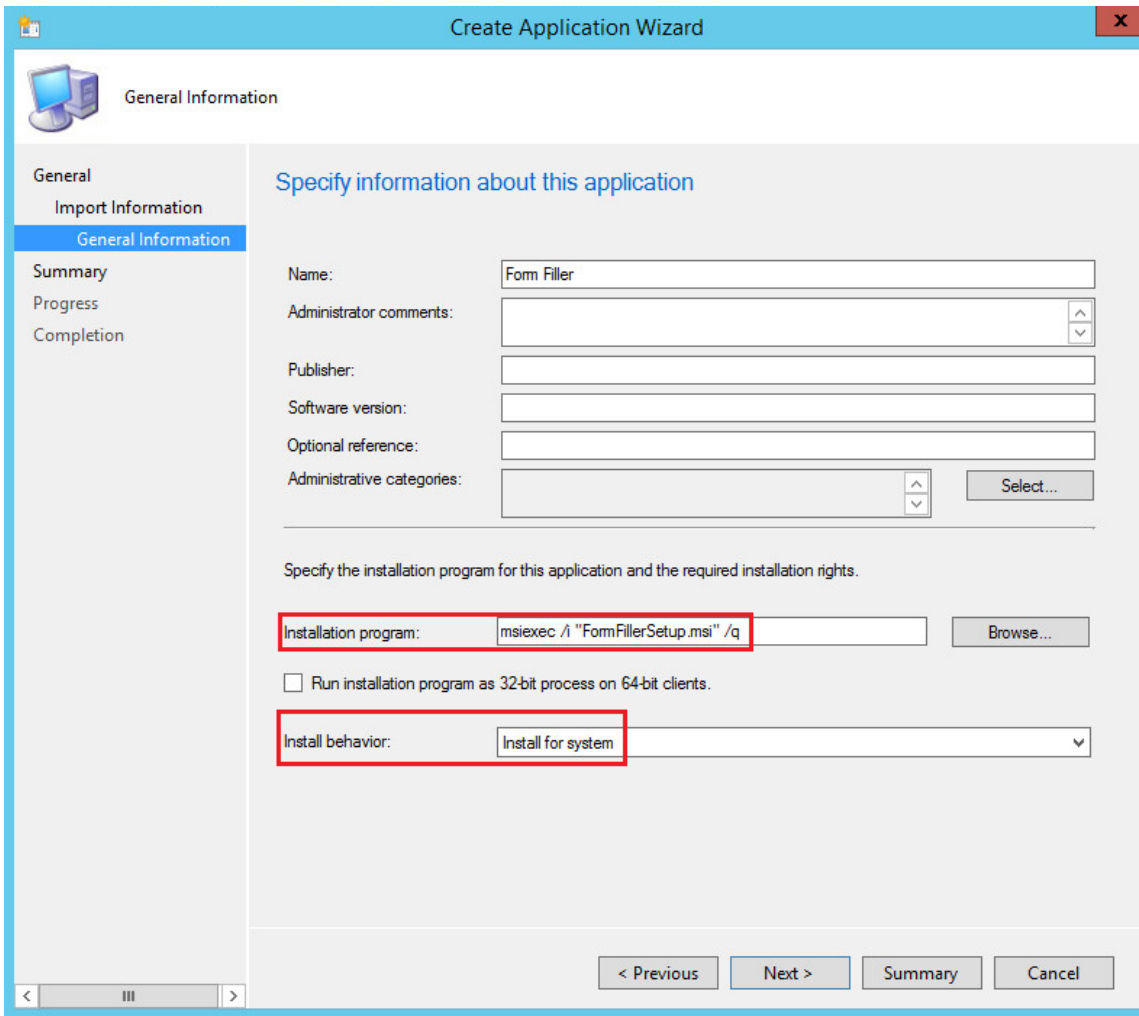 Create Application Wizard
x
General Information
General
Import Information
General Information
Summary
Progress
Completion
Specify information about this application
Name:
Form Filler
Administrator comments:
Publisher:
Software version:
Optional reference:
Administrative categories:
Select...
Specify the installation program for this application and the required installation rights.
Installation program:
msiexec /i "FormFillerSetup.msi" /q
Browse...
Run installation program as 32-bit process on 64-bit clients.
Install behavior:
Install for system
< Previous
Next >
Summary
Cancel